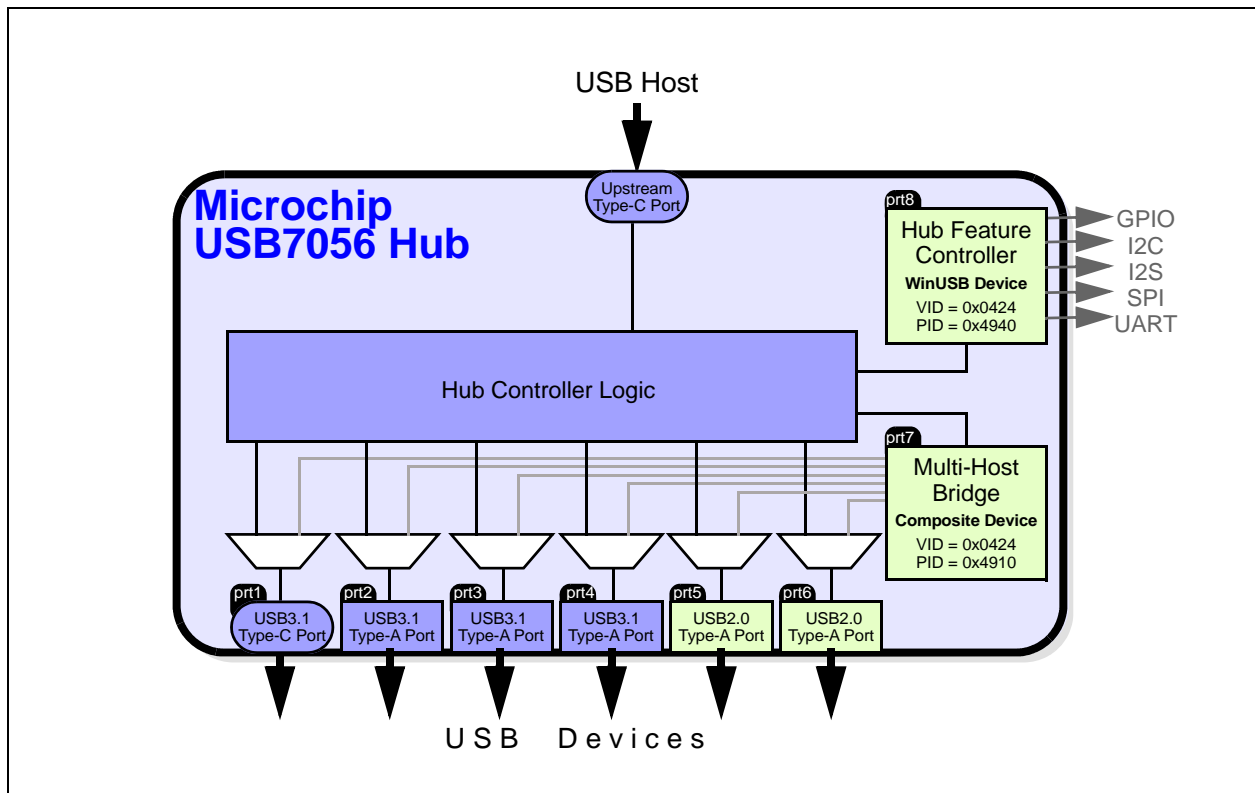 USB Host
Upstream
Type-C Port
Microchip
USB7056 Hub
prt8
Hub Feature
Controller
WinUSB Device
VID = 0x0424
PID = 0x4940
GPIO
I2C
I2S
SPI
UART
Hub Controller Logic
prt7
Multi-Host
Bridge
Composite Device
VID = 0x0424
PID = 0x4910
prt1
USB3.1
Type-C Port
prt2
USB3.1
Type-A Port
prt3
USB3.1
Type-A Port
prt4
USB3.1
Type-A Port
prt5
USB2.0
Type-A Port
prt6
USB2.0
Type-A Port
USB Devices